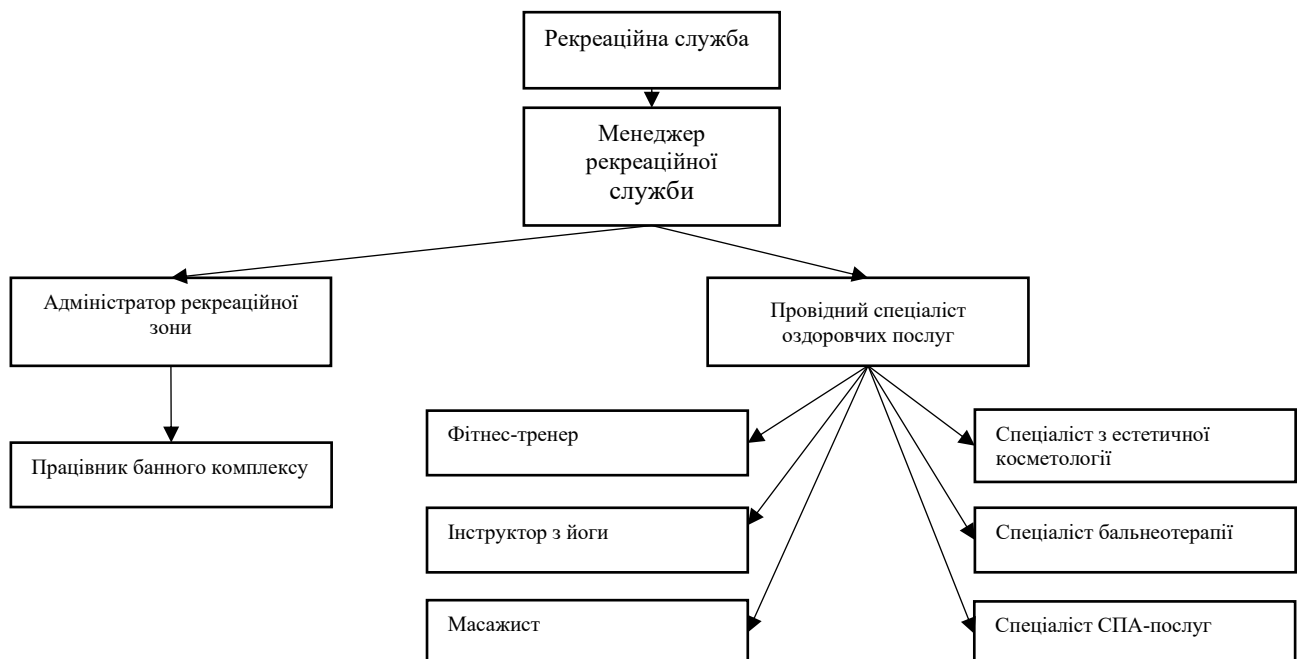 Рекреаційна служба
Менеджер
рекреаційної
служби
Адміністратор рекреаційної
зони
Провідний спеціаліст
оздоровчих послуг
Працівник банного комплексу
Фітнес-тренер
Інструктор з йоги
Масажист
Спеціаліст з естетичної
косметології
Спеціаліст бальнеотерапії
Спеціаліст СПА-послуг